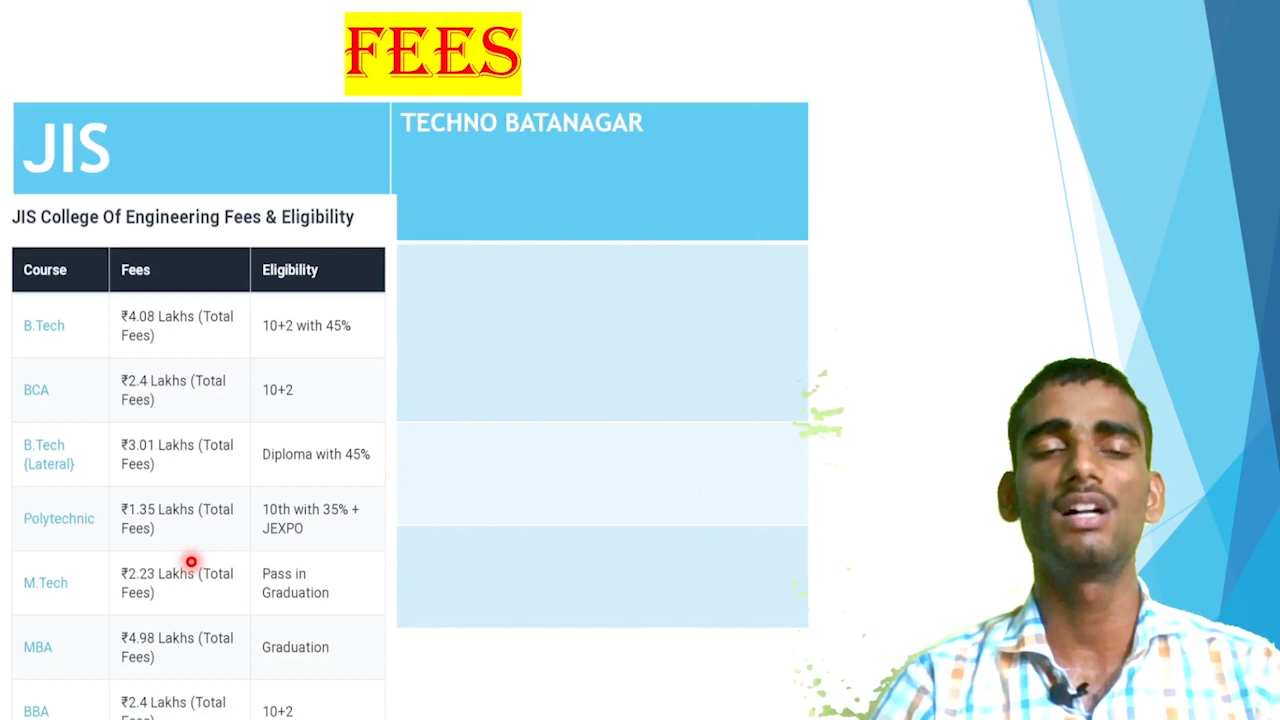 FEES
JIS
TECHNO BATANAGAR
JIS College Of Engineering Fees & Eligibility
Course Fees Eligibility
B.Tech ₹4.08 Lakhs (Total Fees) 10+2 with 45%
BCA ₹2.4 Lakhs (Total Fees) 10+2
B.Tech {Lateral} ₹3.01 Lakhs (Total Fees) Diploma with 45%
Polytechnic ₹1.35 Lakhs (Total Fees) 10th with 35% + JEXPO
M.Tech ₹2.23 Lakhs (Total Fees) Pass in Graduation
MBA ₹4.98 Lakhs (Total Fees) Graduation
BBA ₹2.4 Lakhs (Total Fees) 10+2